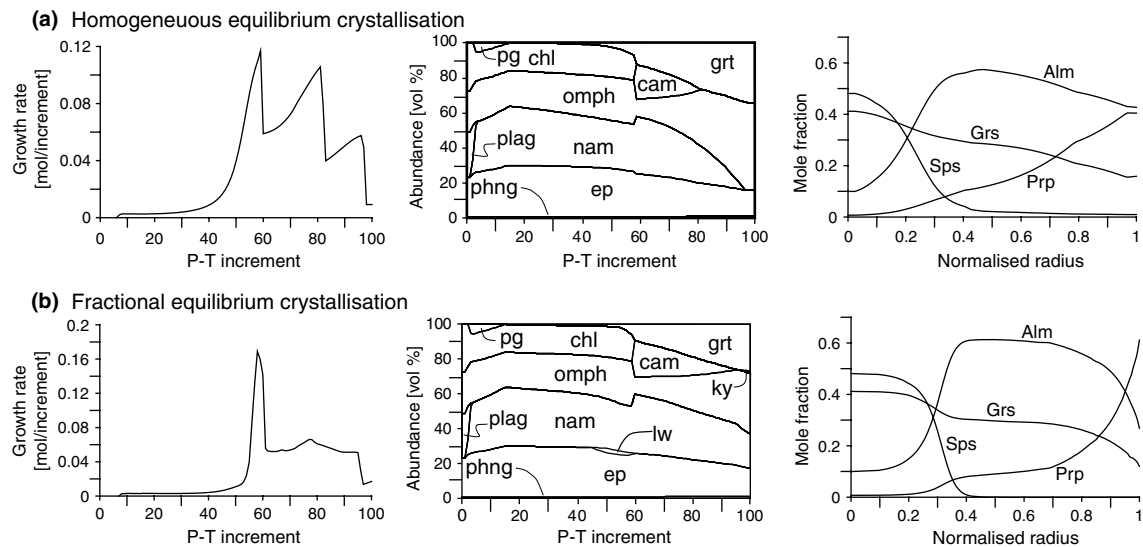 (a) Homogeneuous equilibrium crystallisation
Growth rate
[mol/increment]
0.12
0.08
0.04
0
0 20 40 60 80 100
P-T increment
Abundance [vol %]
100
80
60
40
20
0
pg chl
grt
cam
omph
plag
nam
phng
ep
0 20 40 60 80 100
P-T increment
Mole fraction
0.6
0.4
0.2
0
Alm
Grs
Sps
Prp
0 0.2 0.4 0.6 0.8 1
Normalised radius
(b) Fractional equilibrium crystallisation
Growth rate
[mol/increment]
0.2
0.16
0.12
0.08
0.04
0
0 20 40 60 80 100
P-T increment
Abundance [vol %]
100
80
60
40
20
0
pg
chl
grt
cam
omph
ky
plag
nam
lw
phng
ep
0 20 40 60 80 100
P-T increment
Mole fraction
0.6
0.4
0.2
0
Alm
Grs
Sps
Prp
0 0.2 0.4 0.6 0.8 1
Normalised radius